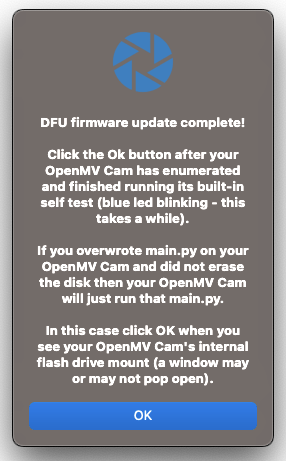 DFU firmware update complete!
Click the Ok button after your
OpenMV Cam has enumerated
and finished running its built-in
self test (blue led blinking - this
takes a while).
If you overwrote main.py on your
OpenMV Cam and did not erase
the disk then your OpenMV Cam
will just run that main.py.
In this case click OK when you
see your OpenMV Cam's internal
flash drive mount (a window may
or may not pop open).
OK